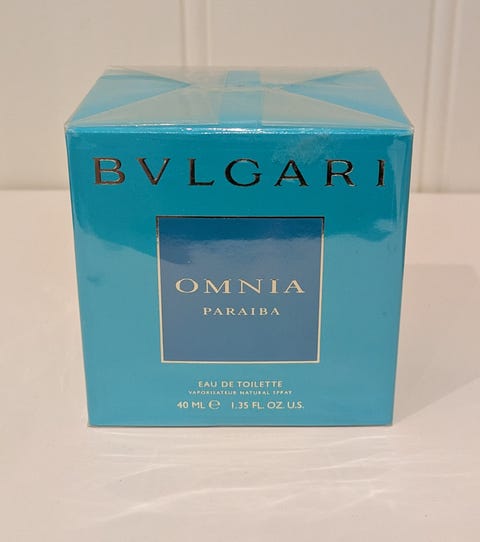 BVLGARI
OMNIA
PARAIBA
EAU DE TOILETTE
VAPORISATEUR NATURAL SPRAY
40 ML ℮ 1.35 FL. OZ. U.S.